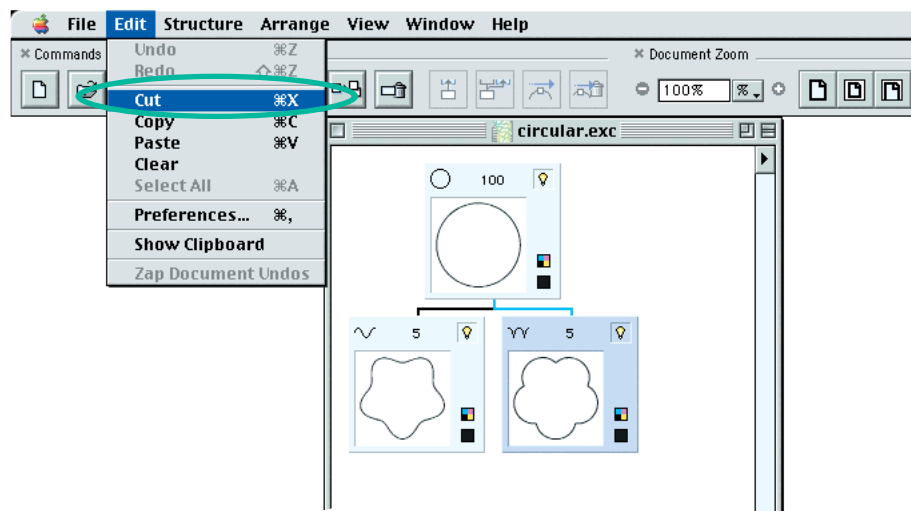 File Edit Structure Arrange View Window Help
× Commands
× Document Zoom
Undo ⌘Z
Redo ⇧⌘Z
Cut ⌘X
Copy ⌘C
Paste ⌘V
Clear
Select All ⌘A
Preferences... ⌘,
Show Clipboard
Zap Document Undos
100% %
circular.exc
100
5
5